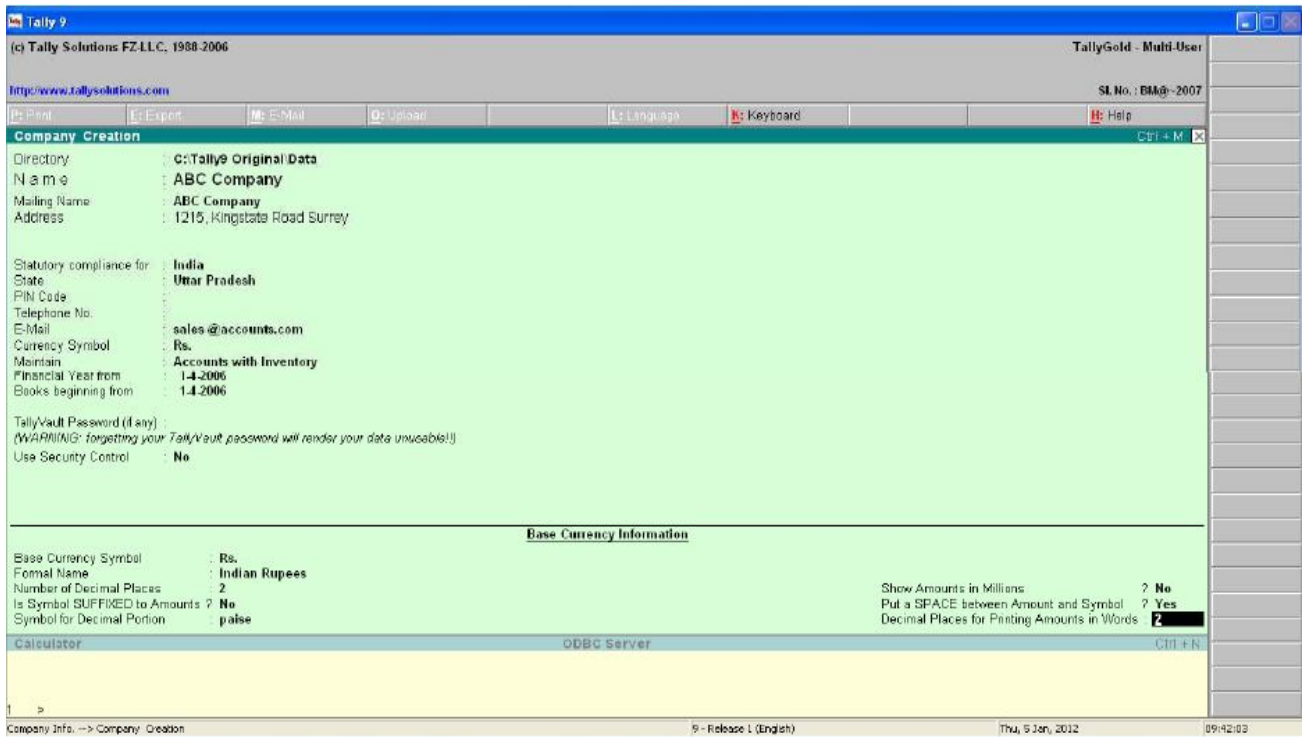 Tally 9
(c) Tally Solutions FZ-LLC, 1988-2006 TallyGold - Multi-User
http://www.tallysolutions.com Sl. No. : BM@~2007
P: Print E: Export M: E-Mail O: Upload L: Language K: Keyboard H: Help
Company Creation Ctrl + M
Directory : C:\Tally9 Original\Data
Name : ABC Company
Mailing Name : ABC Company
Address : 1215, Kingstate Road Surrey
Statutory compliance for : India
State : Uttar Pradesh
PIN Code :
Telephone No. :
E-Mail : sales @accounts.com
Currency Symbol : Rs.
Maintain : Accounts with Inventory
Financial Year from : 1-4-2006
Books beginning from : 1-4-2006
TallyVault Password (if any) :
(WARNING: forgetting your TallyVault password will render your data unusable!!)
Use Security Control : No
Base Currency Information
Base Currency Symbol : Rs.
Formal Name : Indian Rupees
Number of Decimal Places : 2 Show Amounts in Millions ? No
Is Symbol SUFFIXED to Amounts ? No Put a SPACE between Amount and Symbol ? Yes
Symbol for Decimal Portion : paise Decimal Places for Printing Amounts in Words : 2
Calculator ODBC Server Ctrl + N
1 >
Company Info. --> Company Creation 9 - Release 1 (English) Thu, 5 Jan, 2012 09:42:03